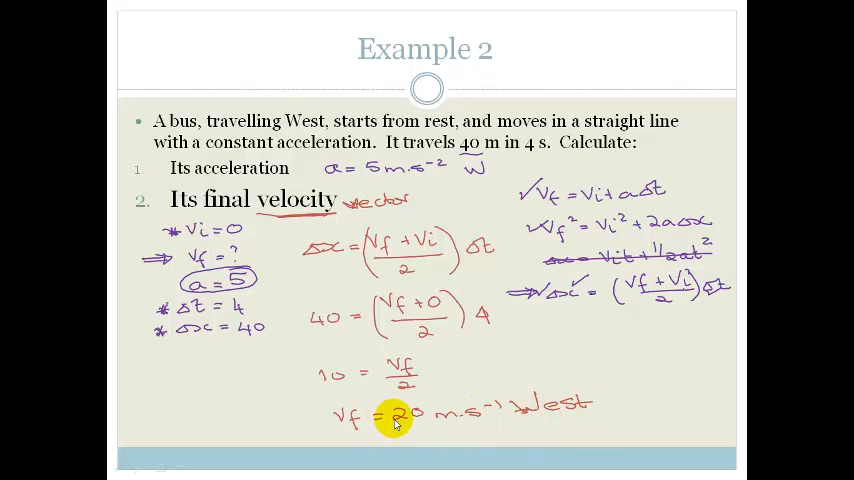 Example 2
• A bus, travelling West, starts from rest, and moves in a straight line
with a constant acceleration. It travels 40 m in 4 s. Calculate:
1. Its acceleration a = 5 m.s⁻² W
2. Its final velocity vector
* Vi = 0
⇒ Vf = ?
a = 5
* Δt = 4
* Δx = 40
Δx = (Vf + Vi / 2) Δt
40 = (Vf + 0 / 2) 4
10 = Vf / 2
Vf = 20 m.s⁻¹ West
✓ Vf = Vi + aΔt
✓ Vf² = Vi² + 2aΔx
Δx = Vit + 1/2at²
⇒ ✓ Δx ✓ = (Vf + Vi / 2) Δt